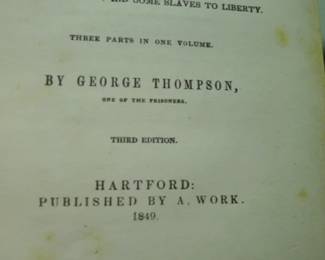 SOME SLAVES TO LIBERTY.
THREE PARTS IN ONE VOLUME.
BY GEORGE THOMPSON,
ONE OF THE PRISONERS.
THIRD EDITION.
HARTFORD:
PUBLISHED BY A. WORK.
1849.